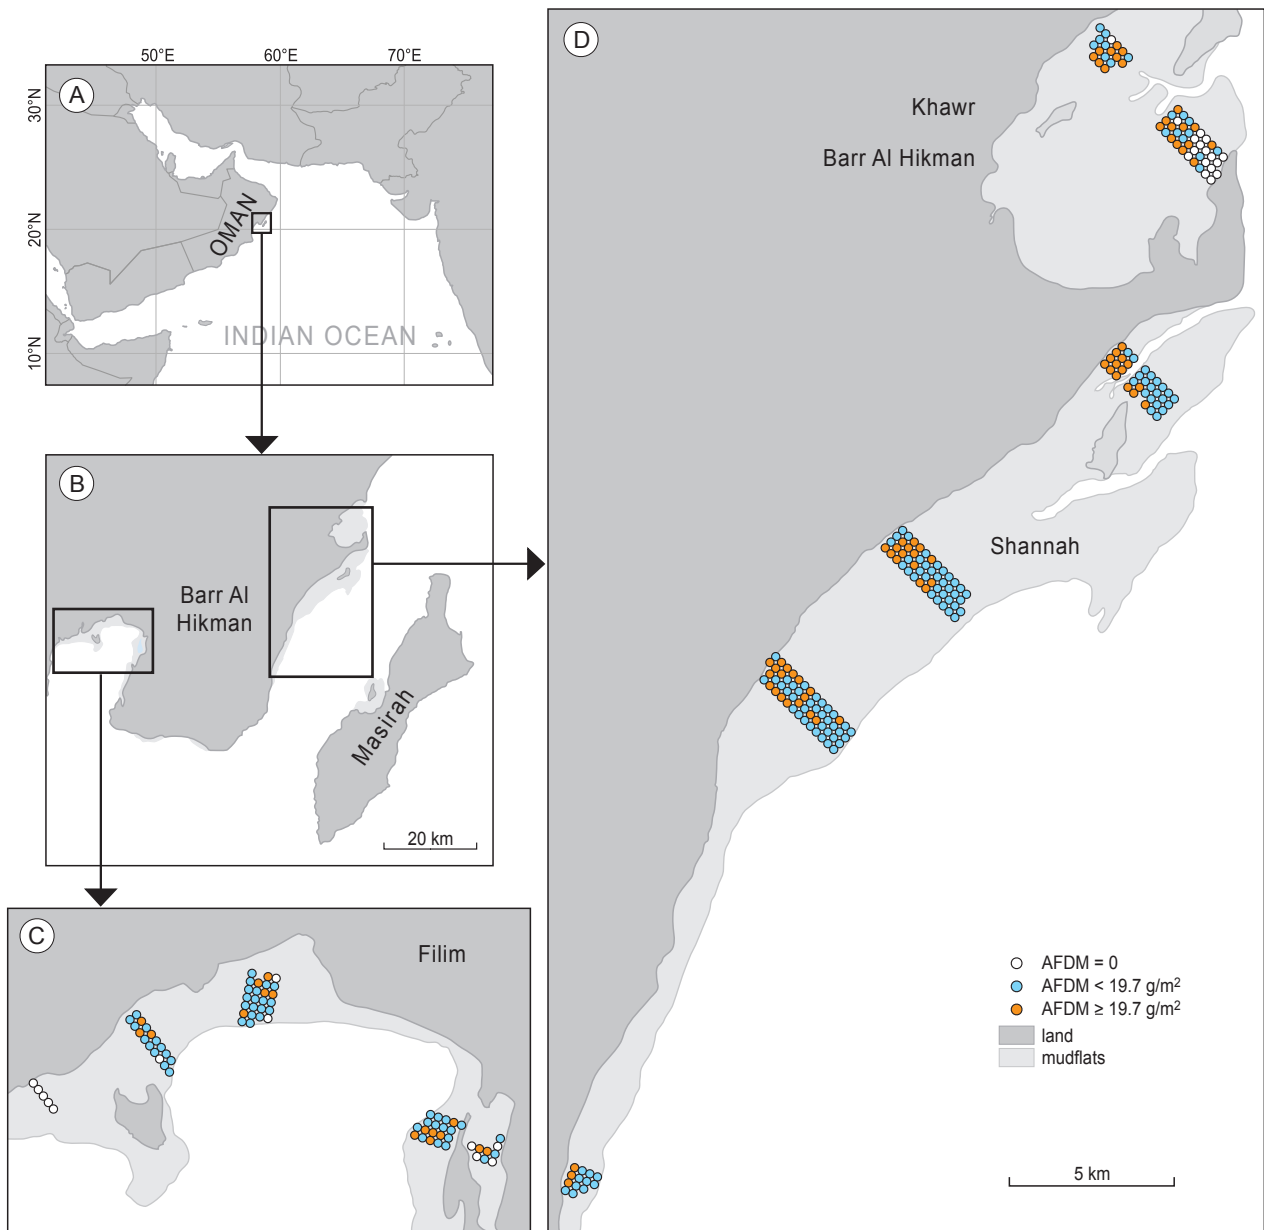 A
50°E
60°E
70°E
30°N
20°N
10°N
OMAN
INDIAN OCEAN
B
Barr Al
Hikman
Masirah
20 km
C
Filim
D
Khawr
Barr Al Hikman
Shannah
AFDM = 0
AFDM < 19.7 g/m²
AFDM ≥ 19.7 g/m²
land
mudflats
5 km